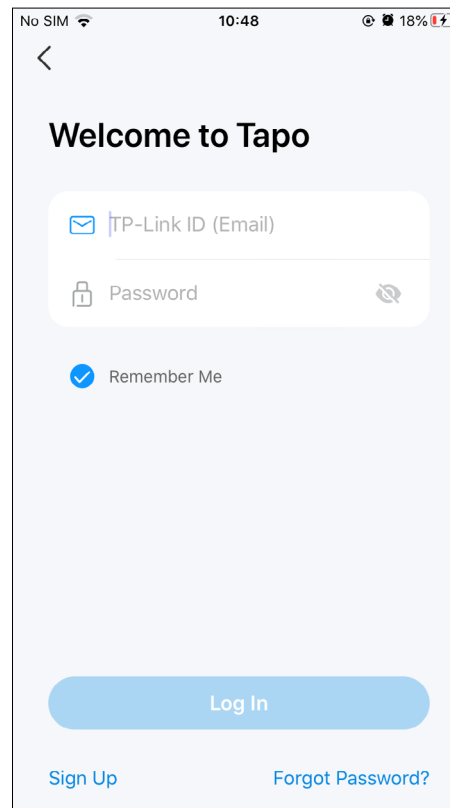 No SIM 10:48 18%
Welcome to Tapo
TP-Link ID (Email)
Password
Remember Me
Log In
Sign Up Forgot Password?